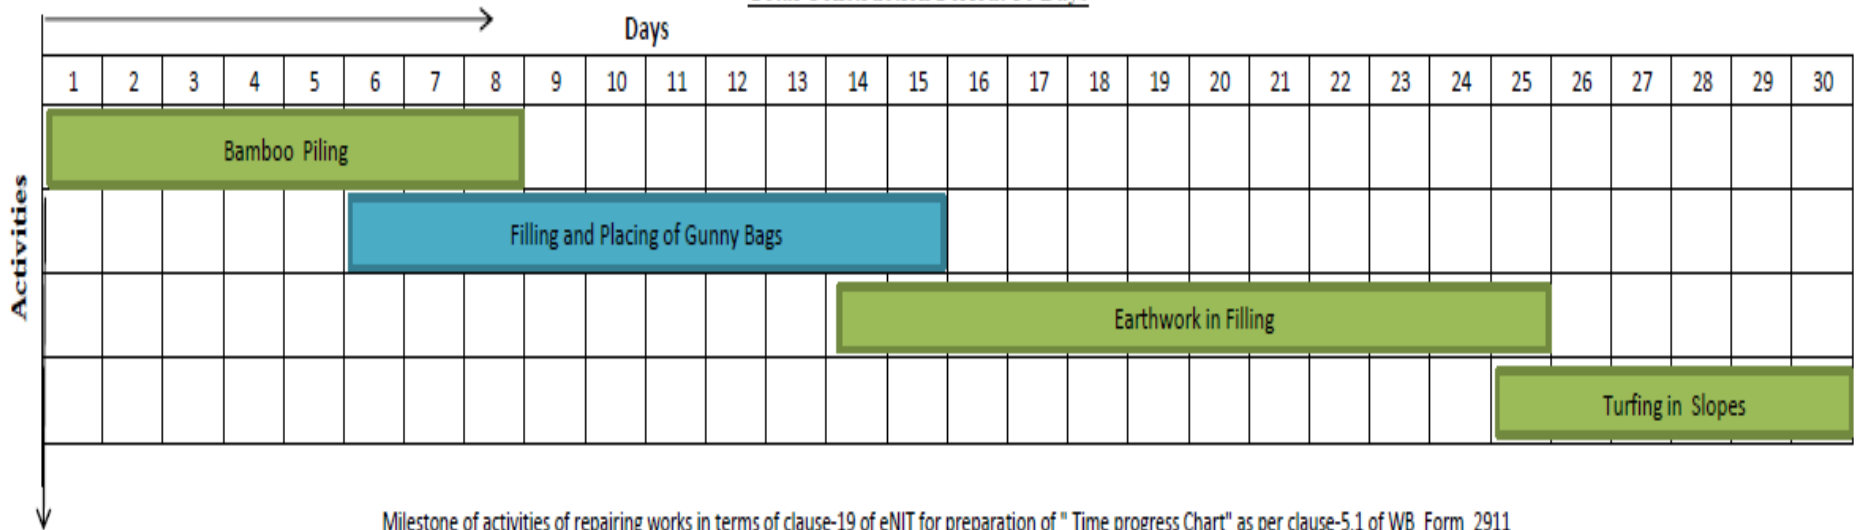 Days
1 2 3 4 5 6 7 8 9 10 11 12 13 14 15 16 17 18 19 20 21 22 23 24 25 26 27 28 29 30
Activities
Bamboo Piling
Filling and Placing of Gunny Bags
Earthwork in Filling
Turfing in Slopes
Milestone of activities of repairing works in terms of clause-19 of eNIT for preparation of " Time progress Chart" as per clause-5.1 of WB Form 2911